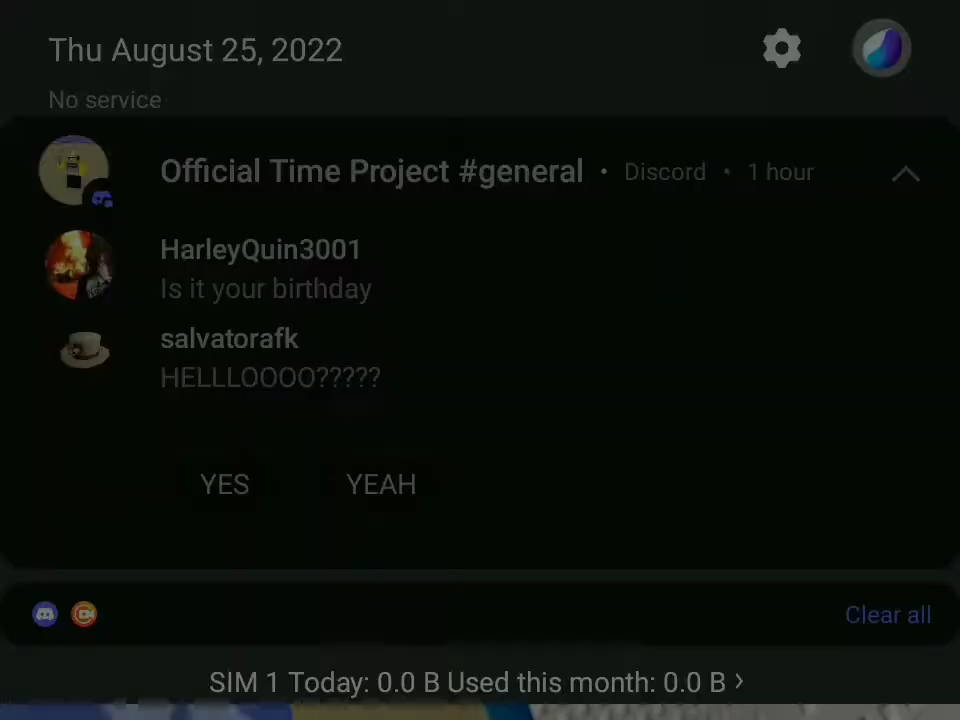 Thu August 25, 2022
No service
Official Time Project #general • Discord • 1 hour
HarleyQuin3001
Is it your birthday
salvatorafk
HELLLOOOO?????
YES YEAH
Clear all
SIM 1 Today: 0.0 B Used this month: 0.0 B ›